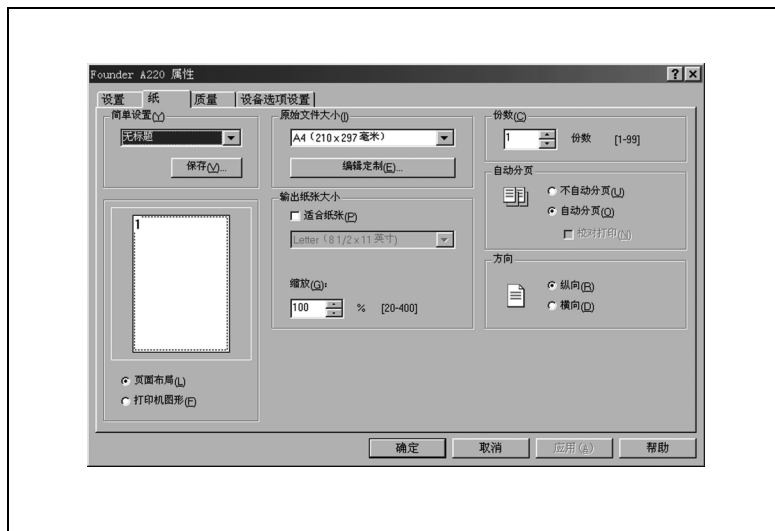 Founder A220 属性
设置 纸 质量 设备选项设置
简单设置(Y)
无标题
保存(V)...
1
页面布局(L)
打印机图形(F)
原始文件大小(I)
A4 (210 x 297 毫米)
编辑定制(E)...
输出纸张大小
适合纸张(P)
Letter (8 1/2 x 11 英寸)
缩放(G):
100 % [20-400]
份数(C)
1 份数 [1-99]
自动分页
不自动分页(U)
自动分页(O)
校对打印(N)
方向
纵向(R)
横向(D)
确定 取消 应用(A) 帮助